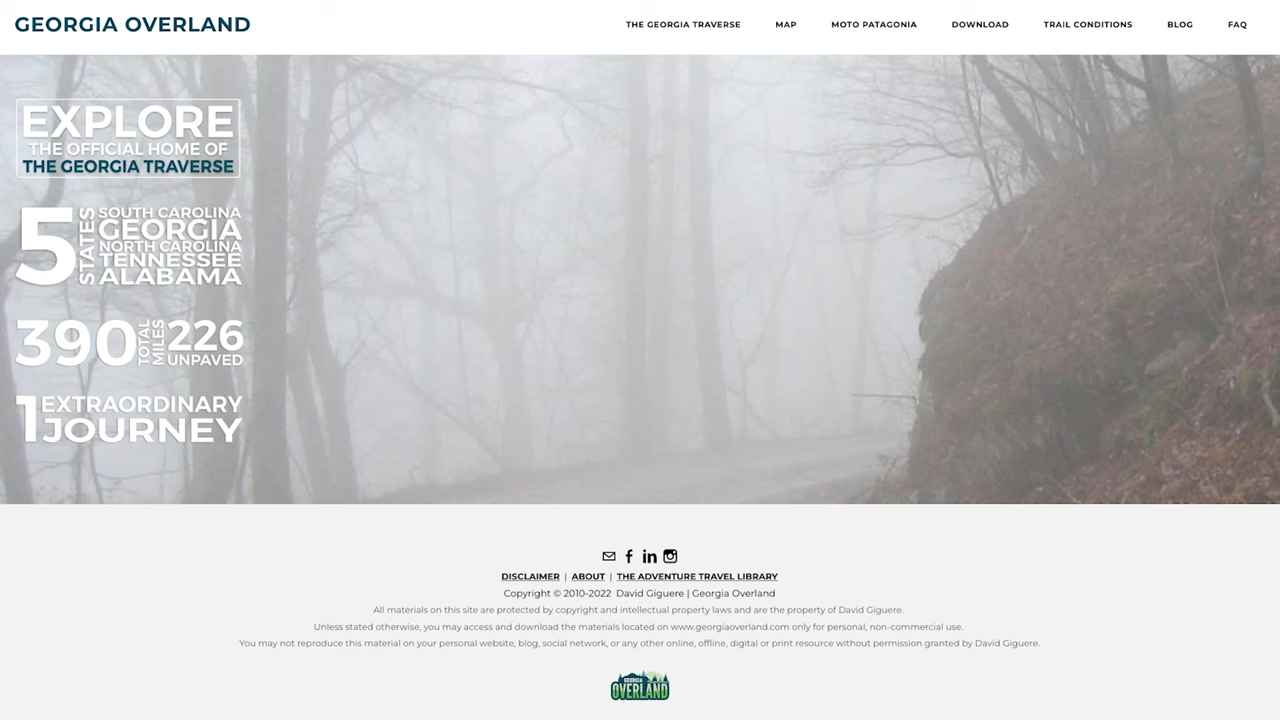 GEORGIA OVERLAND
THE GEORGIA TRAVERSE MAP MOTO PATAGONIA DOWNLOAD TRAIL CONDITIONS BLOG FAQ
EXPLORE
THE OFFICIAL HOME OF
THE GEORGIA TRAVERSE
5 STATES
SOUTH CAROLINA
GEORGIA
NORTH CAROLINA
TENNESSEE
ALABAMA
390 TOTAL MILES 226 UNPAVED
1 EXTRAORDINARY
JOURNEY
DISCLAIMER | ABOUT | THE ADVENTURE TRAVEL LIBRARY
Copyright © 2010-2022 David Giguere | Georgia Overland
All materials on this site are protected by copyright and intellectual property laws and are the property of David Giguere.
Unless stated otherwise, you may access and download the materials located on www.georgiaoverland.com only for personal, non-commercial use.
You may not reproduce this material on your personal website, blog, social network, or any other online, offline, digital or print resource without permission granted by David Giguere.
GEORGIA
OVERLAND